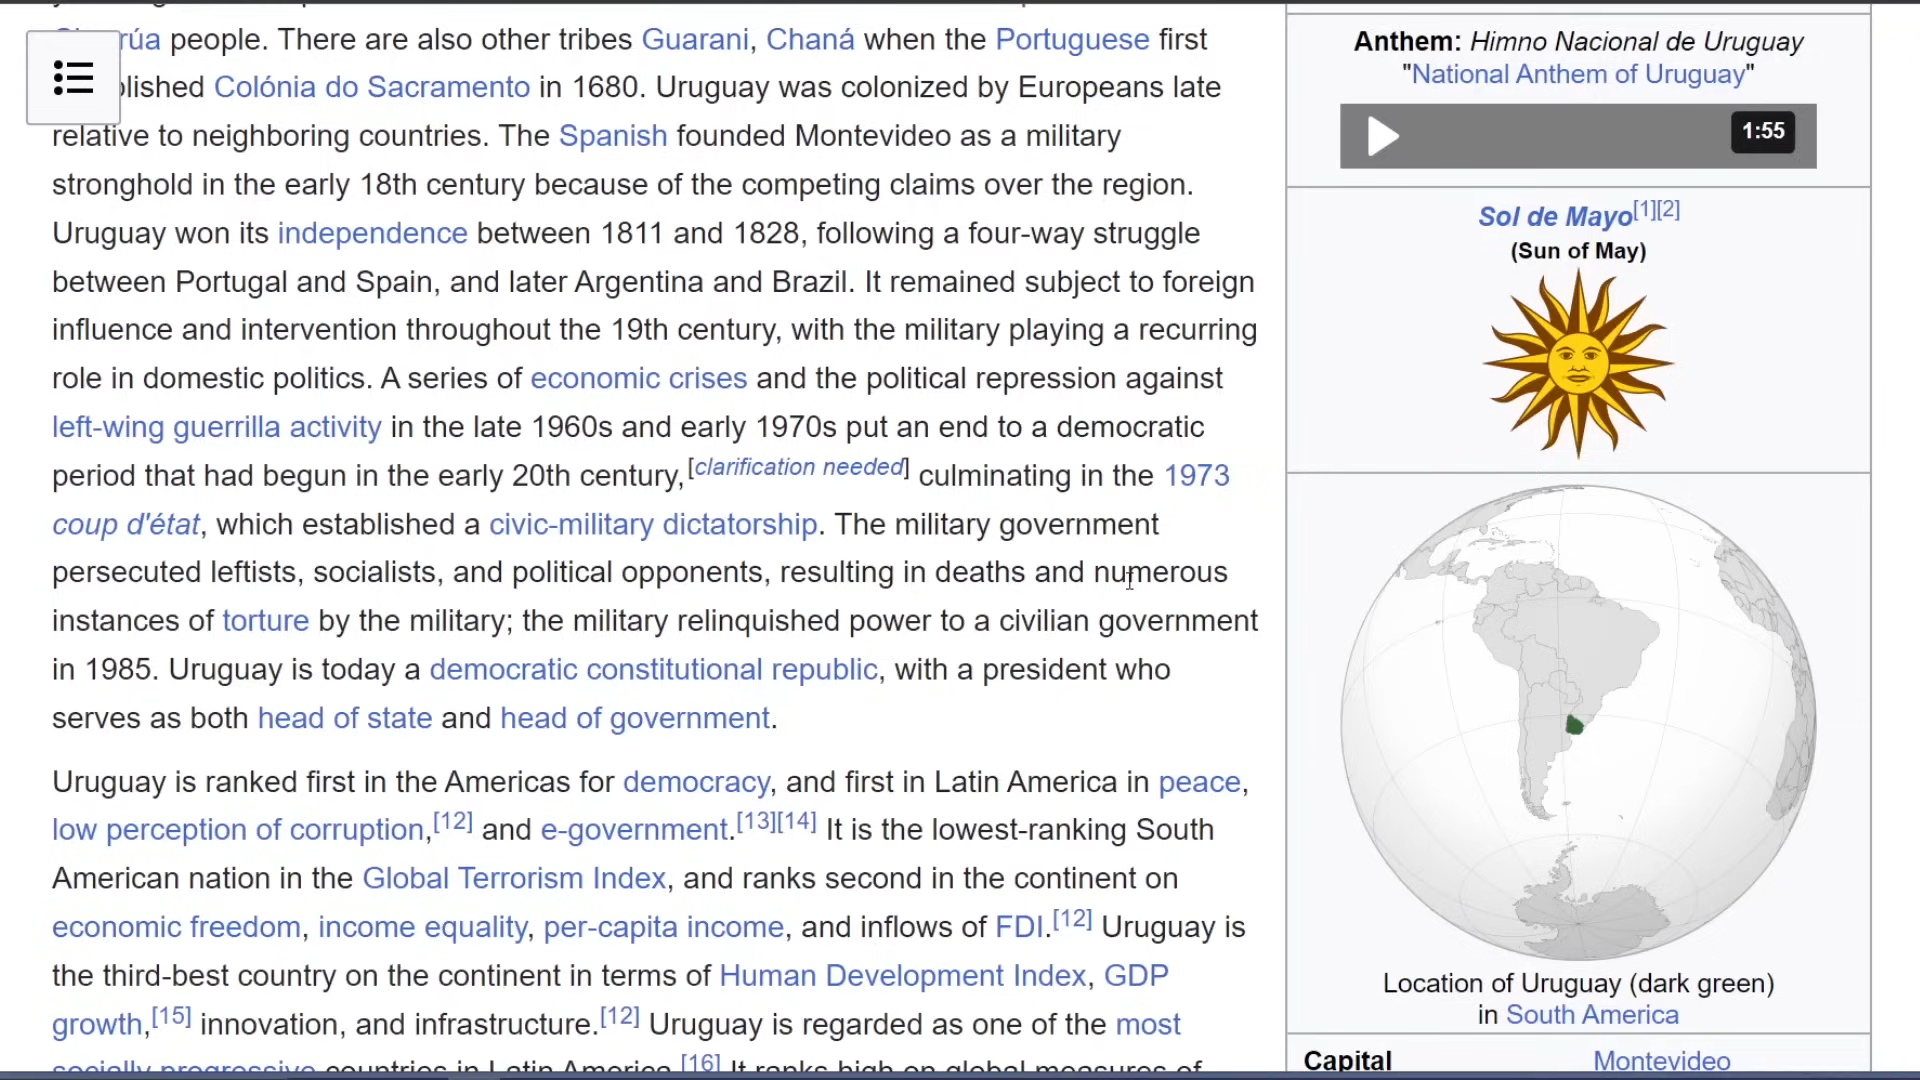 people. There are also other tribes Guarani, Chaná when the Portuguese first
Colónia do Sacramento in 1680. Uruguay was colonized by Europeans late
relative to neighboring countries. The Spanish founded Montevideo as a military
stronghold in the early 18th century because of the competing claims over the region.
Uruguay won its independence between 1811 and 1828, following a four-way struggle
between Portugal and Spain, and later Argentina and Brazil. It remained subject to foreign
influence and intervention throughout the 19th century, with the military playing a recurring
role in domestic politics. A series of economic crises and the political repression against
left-wing guerrilla activity in the late 1960s and early 1970s put an end to a democratic
period that had begun in the early 20th century,[clarification needed] culminating in the 1973
coup d'état, which established a civic-military dictatorship. The military government
persecuted leftists, socialists, and political opponents, resulting in deaths and numerous
instances of torture by the military; the military relinquished power to a civilian government
in 1985. Uruguay is today a democratic constitutional republic, with a president who
serves as both head of state and head of government.
Uruguay is ranked first in the Americas for democracy, and first in Latin America in peace,
low perception of corruption,[12] and e-government.[13][14] It is the lowest-ranking South
American nation in the Global Terrorism Index, and ranks second in the continent on
economic freedom, income equality, per-capita income, and inflows of FDI.[12] Uruguay is
the third-best country on the continent in terms of Human Development Index, GDP
growth,[15] innovation, and infrastructure.[12] Uruguay is regarded as one of the most
socially progressive countries in Latin America.[16] It ranks high on global measures of
Anthem: Himno Nacional de Uruguay
"National Anthem of Uruguay"
1:55
Sol de Mayo[1][2]
(Sun of May)
Location of Uruguay (dark green)
in South America
Capital Montevideo